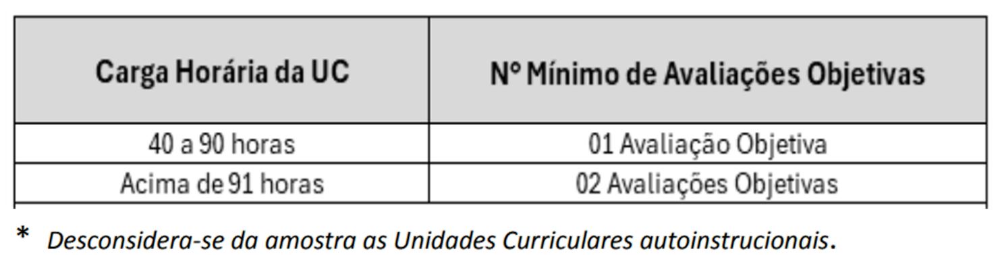 Carga Horária da UC
Nº Mínimo de Avaliações Objetivas
40 a 90 horas
01 Avaliação Objetiva
Acima de 91 horas
02 Avaliações Objetivas
* Desconsidera-se da amostra as Unidades Curriculares autoinstrucionais.